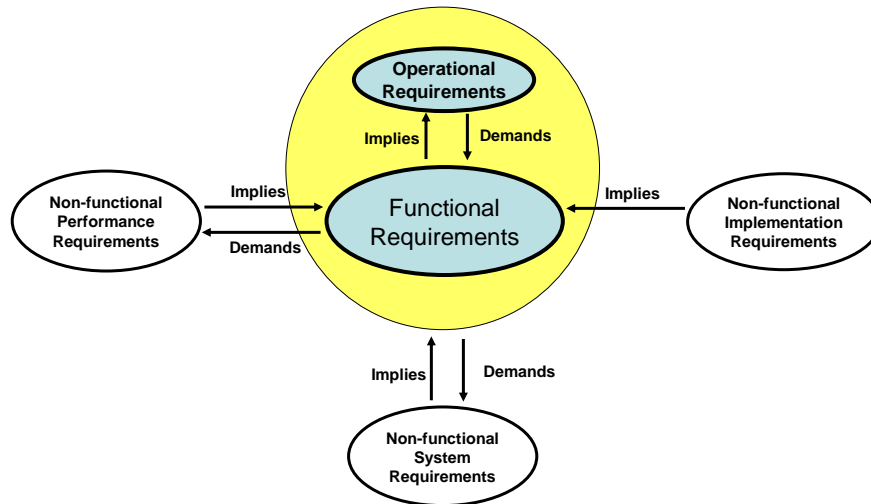 Operational
Requirements
Implies
Demands
Functional
Requirements
Non-functional
Performance
Requirements
Implies
Demands
Implies
Non-functional
Implementation
Requirements
Implies
Demands
Non-functional
System
Requirements